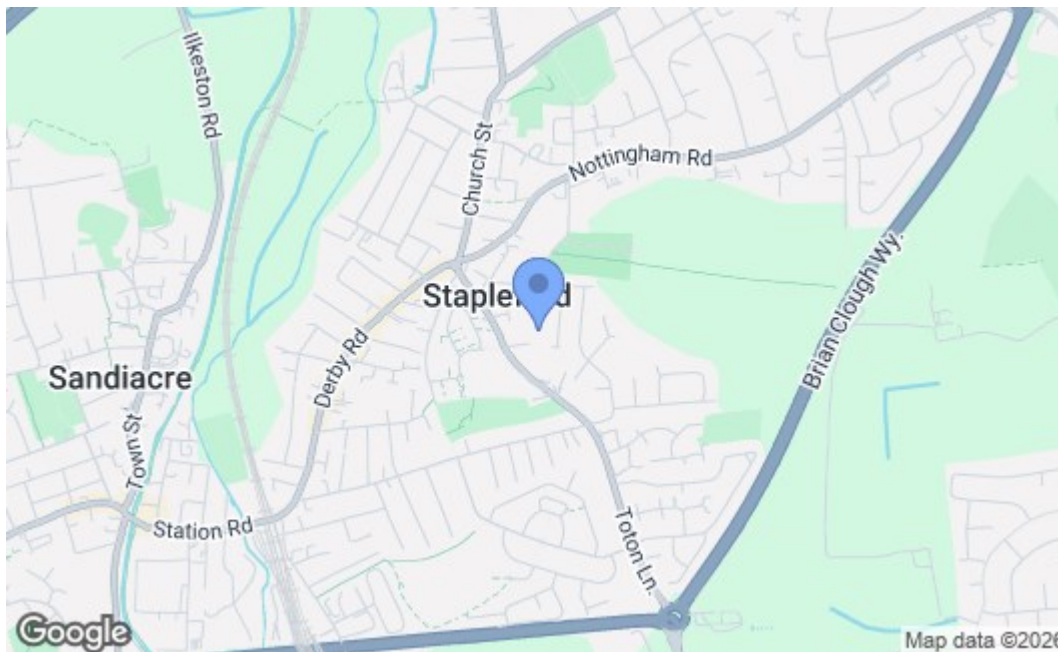 Ilkeston Rd
Church St
Nottingham Rd
Brian Clough Wy.
Derby Rd
Sandiacre
Town St
Station Rd
Toton Ln.
Google
Map data ©2026